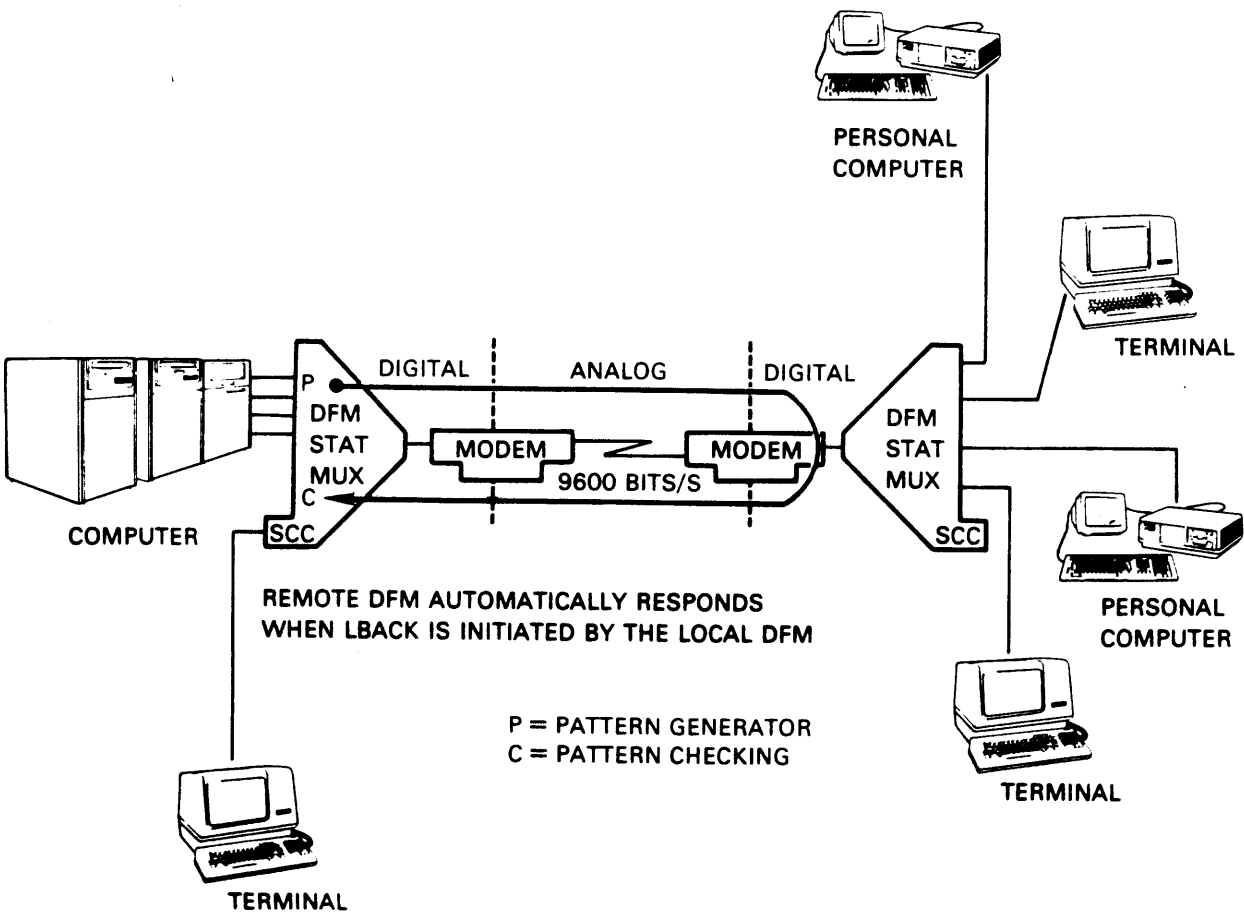 PERSONAL
COMPUTER
TERMINAL
DIGITAL
ANALOG
DIGITAL
P
DFM
STAT
MUX
C
SCC
MODEM
MODEM
9600 BITS/S
DFM
STAT
MUX
SCC
COMPUTER
PERSONAL
COMPUTER
REMOTE DFM AUTOMATICALLY RESPONDS
WHEN LBACK IS INITIATED BY THE LOCAL DFM
P = PATTERN GENERATOR
C = PATTERN CHECKING
TERMINAL
TERMINAL